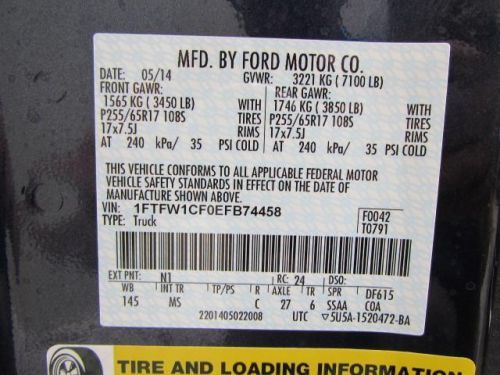 MFD. BY FORD MOTOR CO.
DATE: 05/14 GVWR: 3221 KG ( 7100 LB)
FRONT GAWR: REAR GAWR:
1565 KG ( 3450 LB) WITH 1746 KG ( 3850 LB) WITH
P255/65R17 108S TIRES P255/65R17 108S TIRES
17x7.5J RIMS 17x7.5J RIMS
AT 240 kPa/ 35 PSI COLD AT 240 kPa/ 35 PSI COLD
THIS VEHICLE CONFORMS TO ALL APPLICABLE FEDERAL MOTOR
VEHICLE SAFETY STANDARDS IN EFFECT ON THE DATE OF
MANUFACTURE SHOWN ABOVE.
VIN: 1FTFW1CF0EFB74458 F0042
TYPE: Truck T0791
EXT PNT: N1 RC: 24 DSO:
WB INT TR TP/PS R AXLE TR SPR DF615
145 MS C 27 6 SSAA COA
2201405022008 UTC ▽5U5A-1520472-BA
TIRE AND LOADING INFORMATION